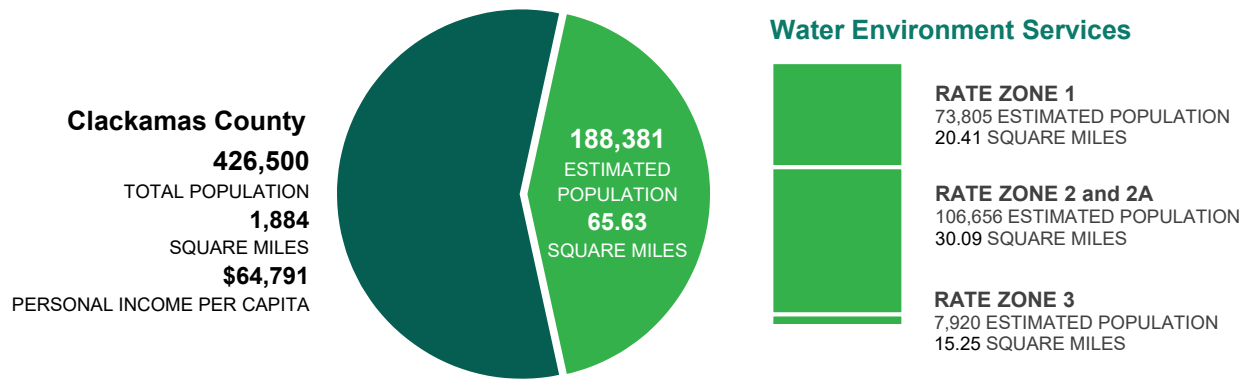 Clackamas County
426,500
TOTAL POPULATION
1,884
SQUARE MILES
$64,791
PERSONAL INCOME PER CAPITA
188,381
ESTIMATED
POPULATION
65.63
SQUARE MILES
Water Environment Services
RATE ZONE 1
73,805 ESTIMATED POPULATION
20.41 SQUARE MILES
RATE ZONE 2 and 2A
106,656 ESTIMATED POPULATION
30.09 SQUARE MILES
RATE ZONE 3
7,920 ESTIMATED POPULATION
15.25 SQUARE MILES